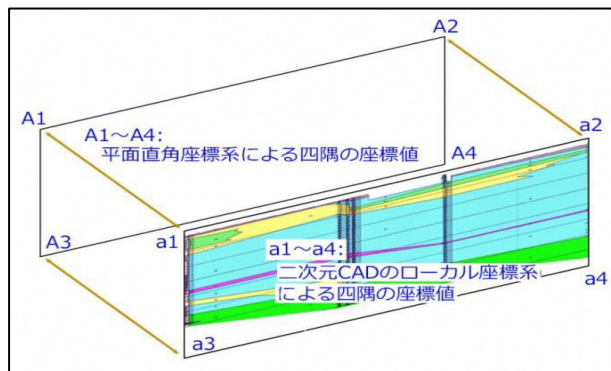 A2
A1
A1～A4:
平面直角座標系による四隅の座標値
a2
A4
A3
a1
a1～a4:
二次元CADのローカル座標系
による四隅の座標値
a4
a3